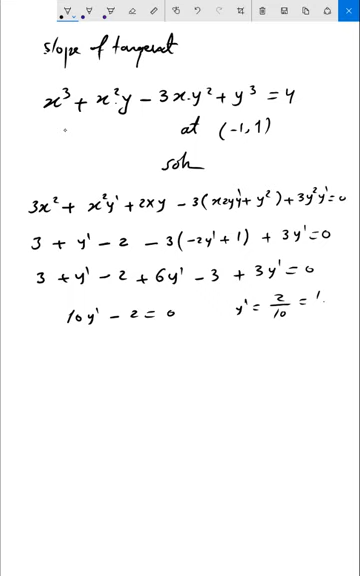 slope of tangent
x³ + x²y - 3x.y² + y³ = 4
at (-1, 1)
soln
3x² + x²y' + 2xy - 3(x2yy' + y²) + 3y²y' = 0
3 + y' - 2 - 3(-2y' + 1) + 3y' = 0
3 + y' - 2 + 6y' - 3 + 3y' = 0
10y' - 2 = 0 y' = 2/10 =